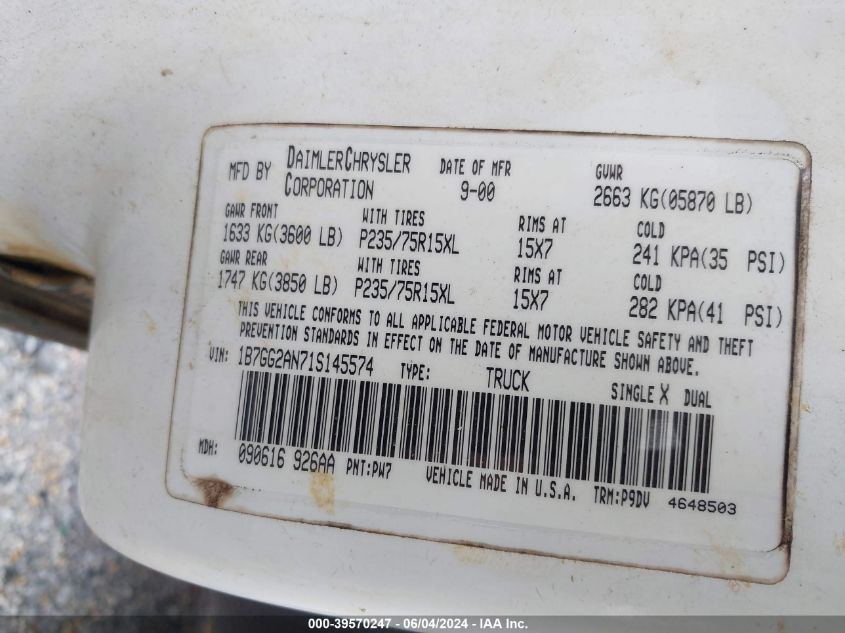 MFD BY DAIMLERCHRYSLER CORPORATION DATE OF MFR 9-00 GVWR 2663 KG(05870 LB)
GAWR FRONT WITH TIRES RIMS AT COLD
1633 KG(3600 LB) P235/75R15XL 15X7 241 KPA(35 PSI)
GAWR REAR WITH TIRES RIMS AT COLD
1747 KG(3850 LB) P235/75R15XL 15X7 282 KPA(41 PSI)
THIS VEHICLE CONFORMS TO ALL APPLICABLE FEDERAL MOTOR VEHICLE SAFETY AND THEFT
PREVENTION STANDARDS IN EFFECT ON THE DATE OF MANUFACTURE SHOWN ABOVE.
VIN: 1B7GG2AN71S145574 TYPE: TRUCK SINGLE X DUAL
MDH: 090616 926AA PNT:PW7 VEHICLE MADE IN U.S.A. TRM:P9DV 4648503
000-39570247 - 06/04/2024 - IAA Inc.